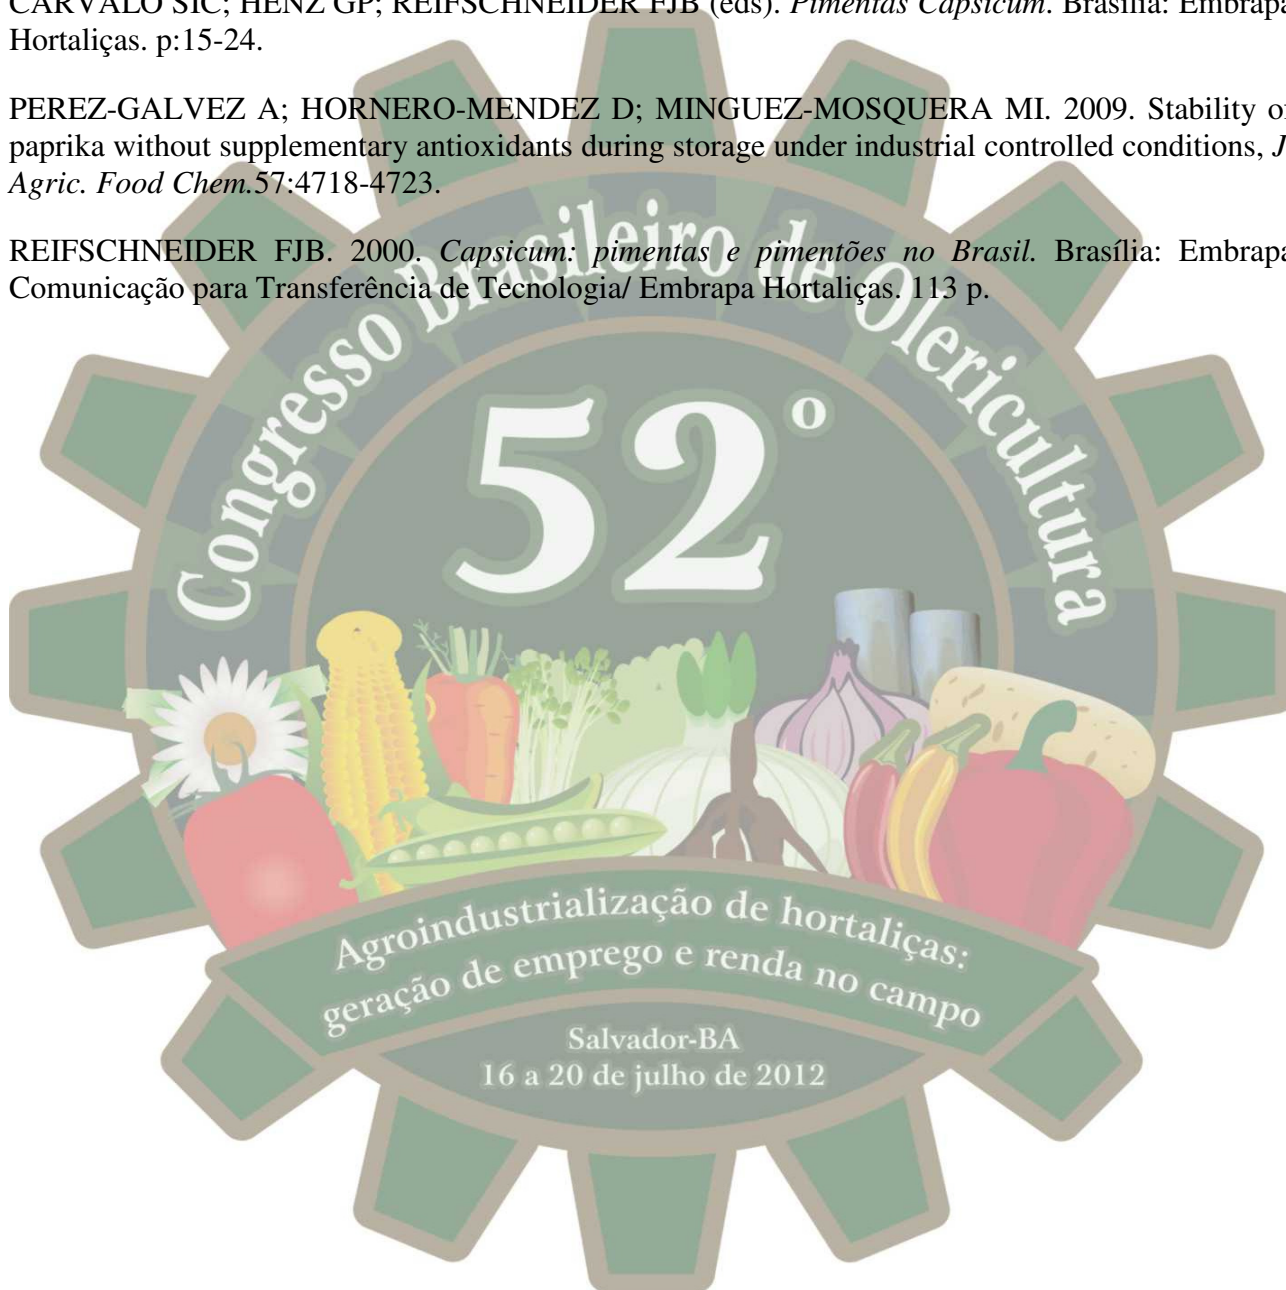 CARVALO SIC; HENZ GP; REIFSCHNEIDER FJB (eds). Pimentas Capsicum. Brasília: Embrapa
Hortaliças. p:15-24.
PEREZ-GALVEZ A; HORNERO-MENDEZ D; MINGUEZ-MOSQUERA MI. 2009. Stability of
paprika without supplementary antioxidants during storage under industrial controlled conditions, J
Agric. Food Chem.57:4718-4723.
REIFSCHNEIDER FJB. 2000. Capsicum: pimentas e pimentões no Brasil. Brasília: Embrapa
Comunicação para Transferência de Tecnologia/ Embrapa Hortaliças. 113 p.
Congresso Brasileiro de Olericultura
52º
Agroindustrialização de hortaliças:
geração de emprego e renda no campo
Salvador-BA
16 a 20 de julho de 2012